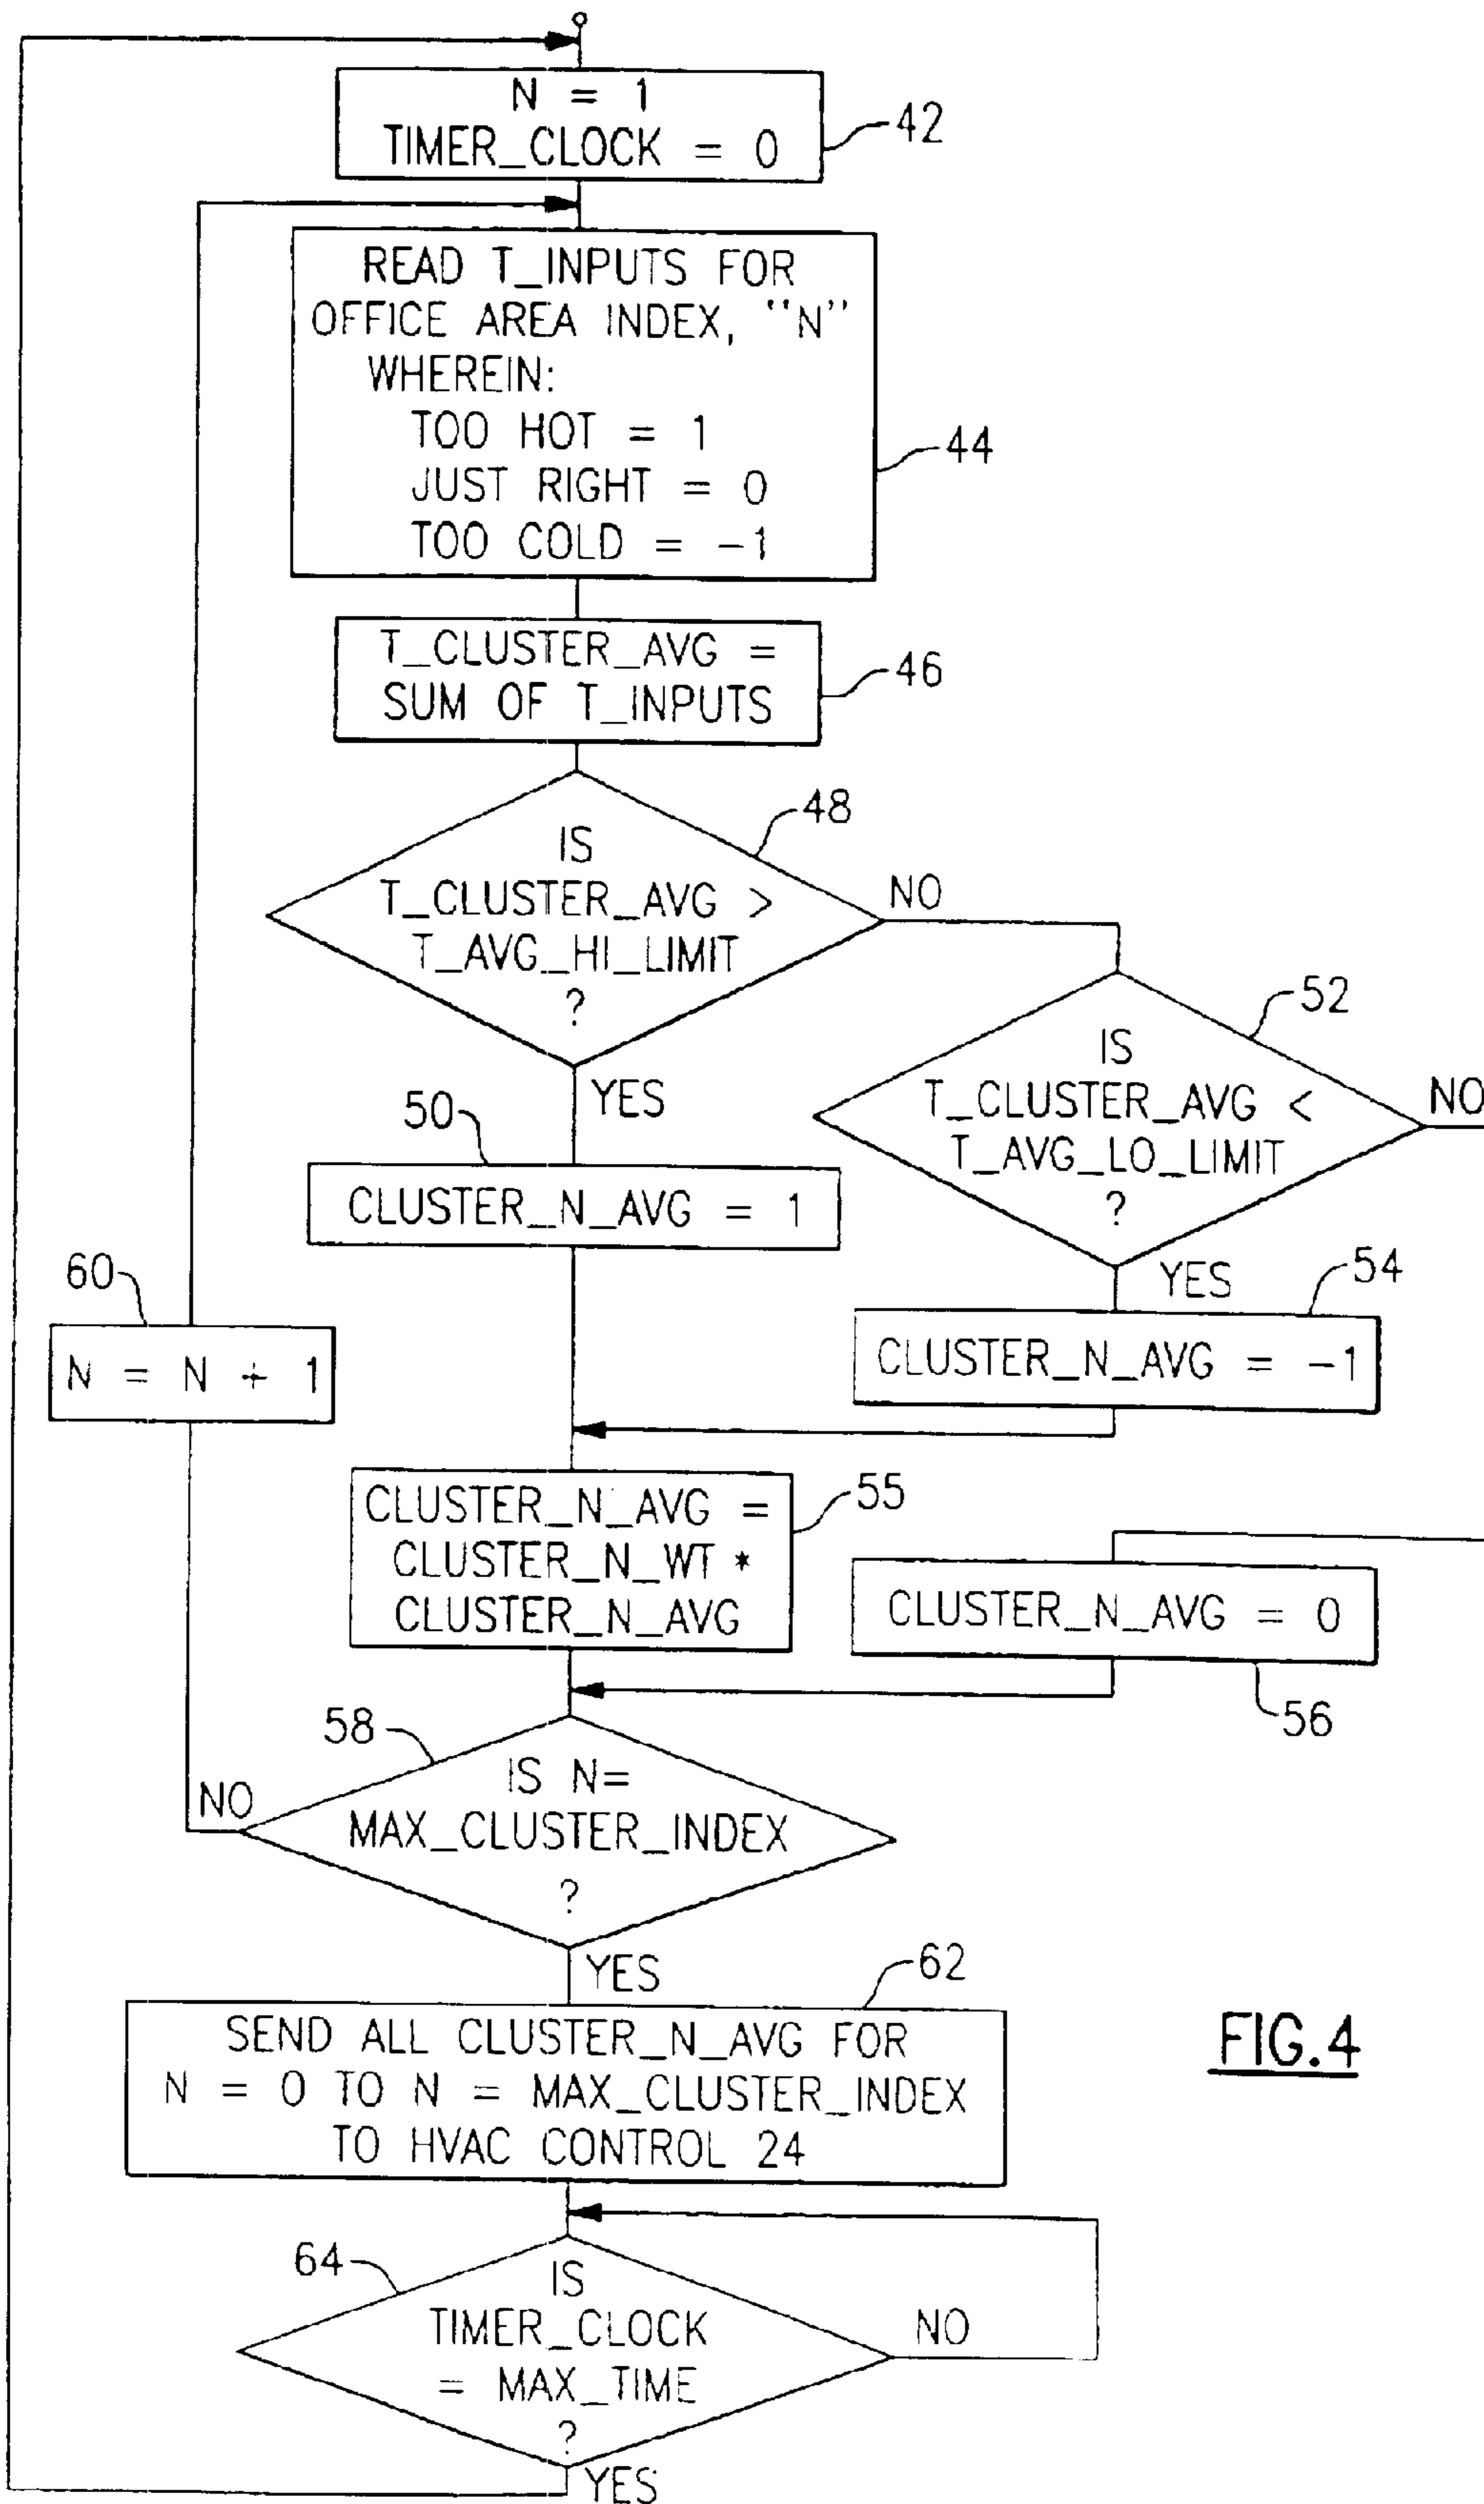 N = 1
TIMER_CLOCK = 0
42
READ T_INPUTS FOR
OFFICE AREA INDEX, "N"
WHEREIN:
TOO HOT = 1
JUST RIGHT = 0
TOO COLD = -1
44
T_CLUSTER_AVG =
SUM OF T_INPUTS
46
48
IS
T_CLUSTER_AVG >
T_AVG_HI_LIMIT
?
NO
YES
52
IS
T_CLUSTER_AVG <
T_AVG_LO_LIMIT
?
NO
YES
50
CLUSTER_N_AVG = 1
54
CLUSTER_N_AVG = -1
60
N = N + 1
CLUSTER_N_AVG =
CLUSTER_N_WT *
CLUSTER_N_AVG
55
CLUSTER_N_AVG = 0
56
58
IS N=
MAX_CLUSTER_INDEX
?
NO
YES
62
SEND ALL CLUSTER_N_AVG FOR
N = 0 TO N = MAX_CLUSTER_INDEX
TO HVAC CONTROL 24
FIG.4
64
IS
TIMER_CLOCK
= MAX_TIME
?
NO
YES